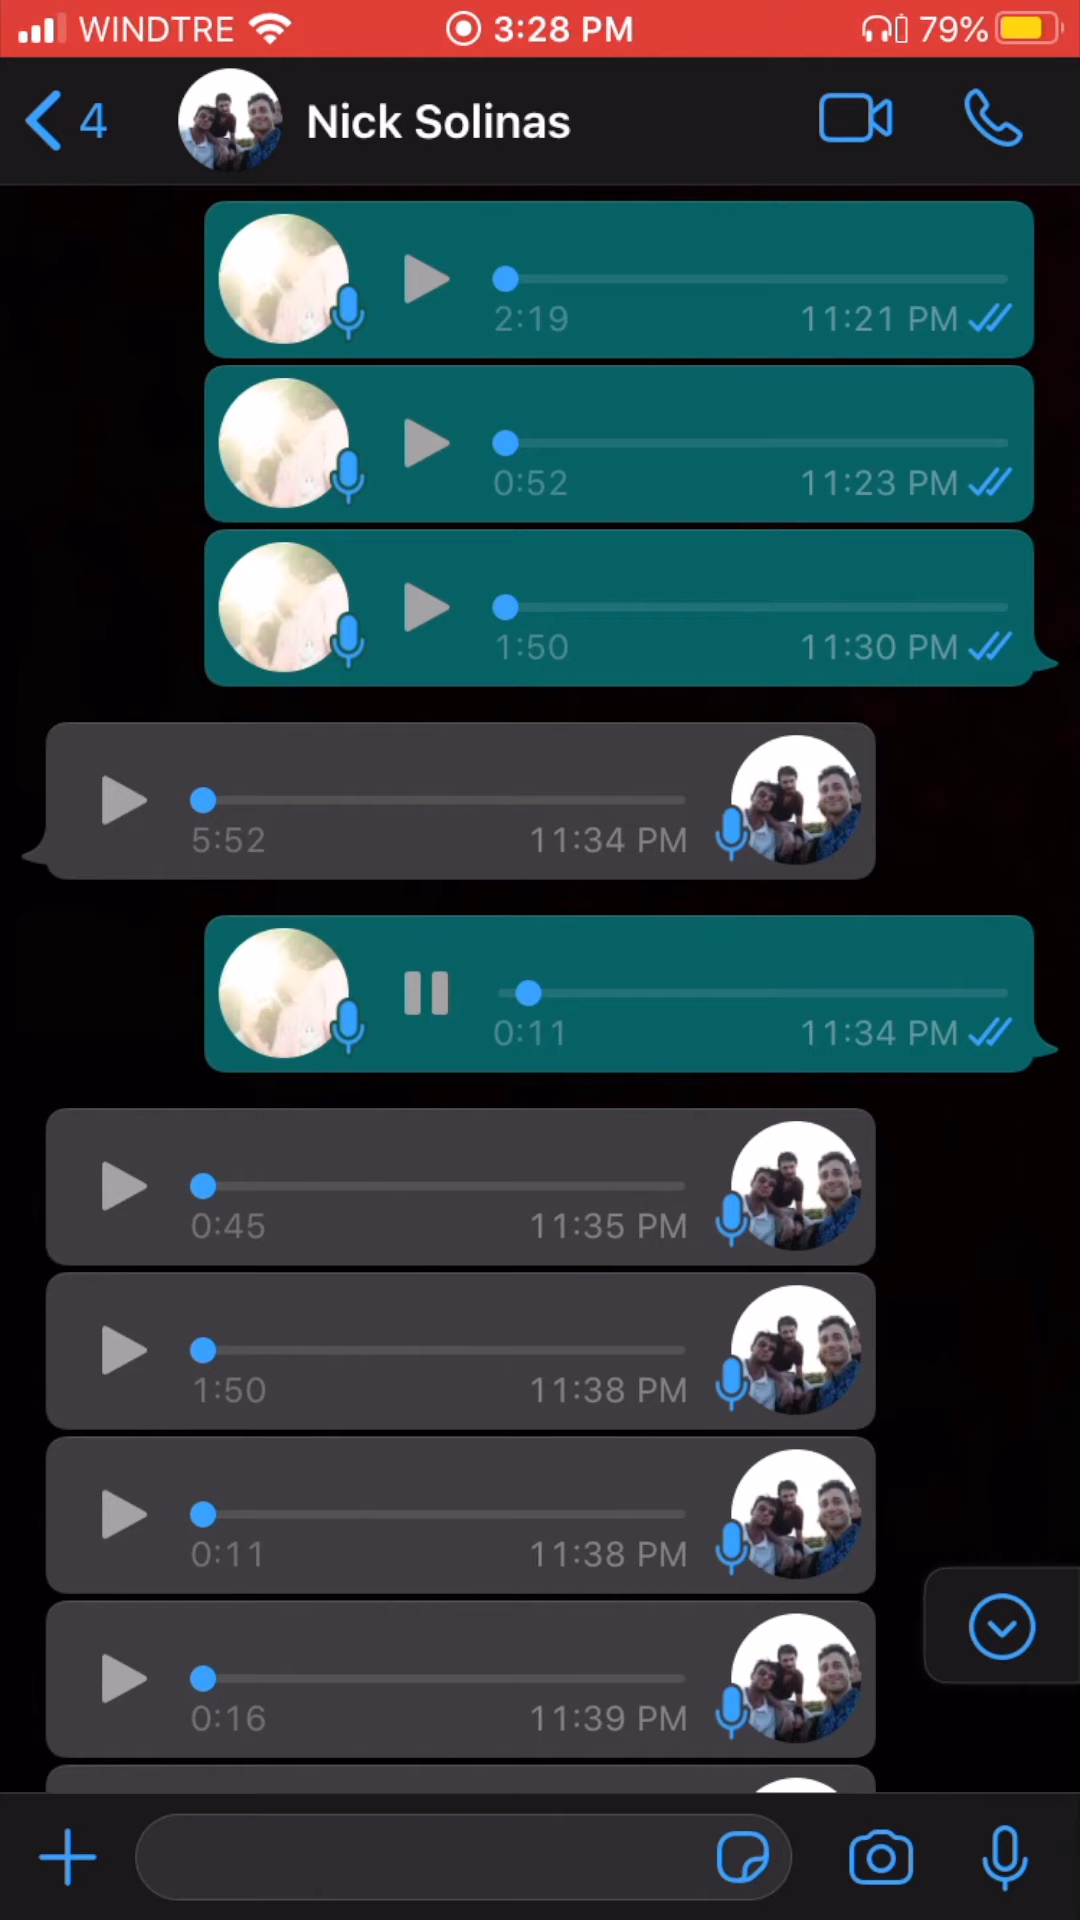 WINDTRE 3:28 PM 79%
4 Nick Solinas
2:19 11:21 PM
0:52 11:23 PM
1:50 11:30 PM
5:52 11:34 PM
0:11 11:34 PM
0:45 11:35 PM
1:50 11:38 PM
0:11 11:38 PM
0:16 11:39 PM